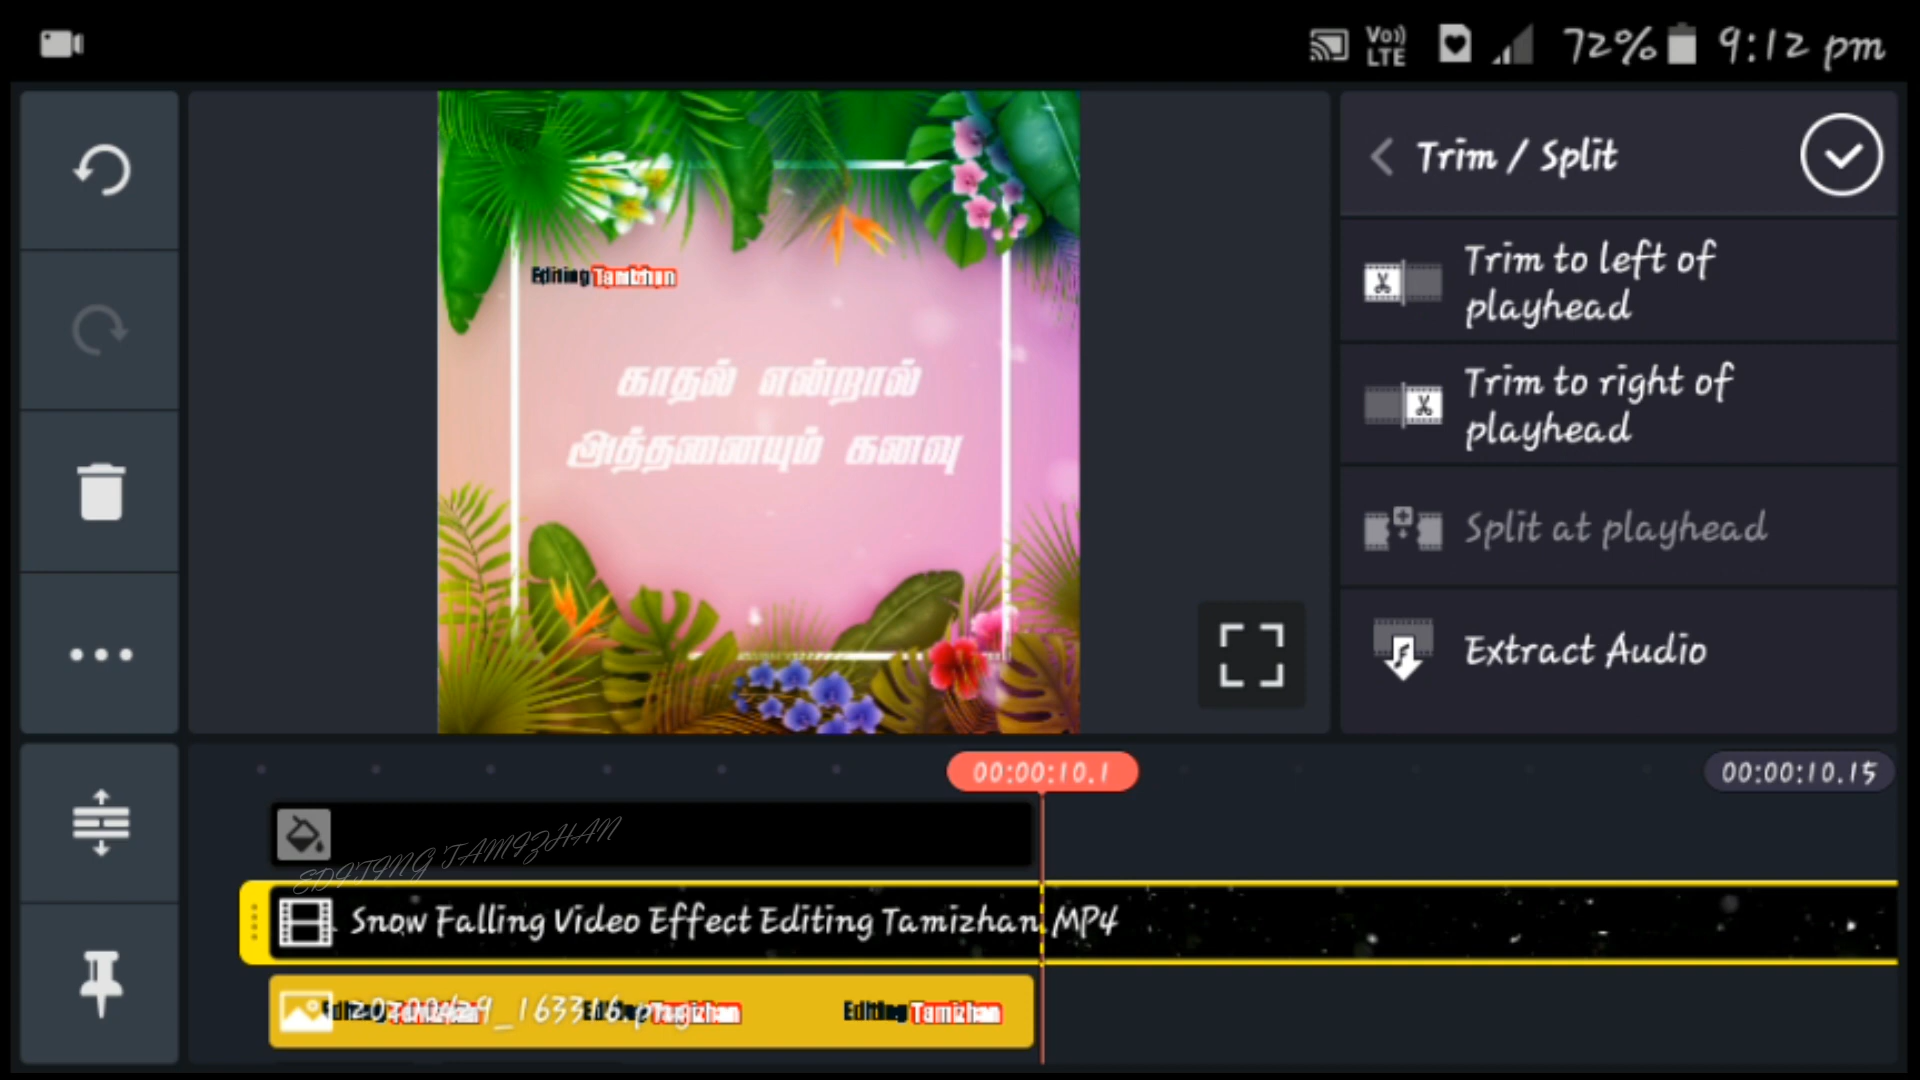 Vo))
LTE
72%
9:12 pm
Trim / Split
Trim to left of
playhead
Trim to right of
playhead
Split at playhead
Extract Audio
Editing Tamizhan
காதல் என்றால்
அத்தனையும் கனவு
00:00:10.1
00:00:10.15
EDITING TAMIZHAN
Snow Falling Video Effect Editing Tamizhan.MP4
Editing Tamizhan